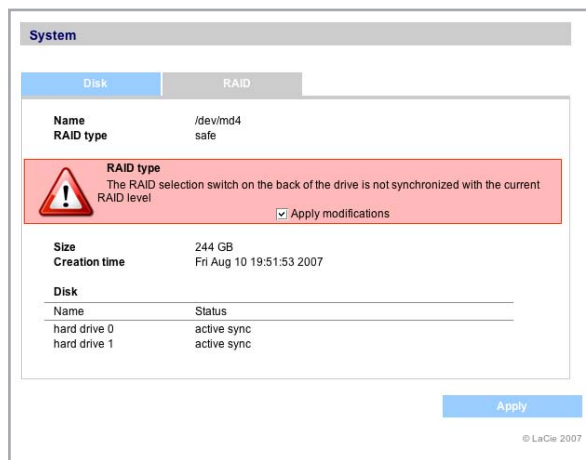 System
Disk RAID
Name /dev/md4
RAID type safe
RAID type
The RAID selection switch on the back of the drive is not synchronized with the current
RAID level
Apply modifications
Size 244 GB
Creation time Fri Aug 10 19:51:53 2007
Disk
Name Status
hard drive 0 active sync
hard drive 1 active sync
Apply
© LaCie 2007